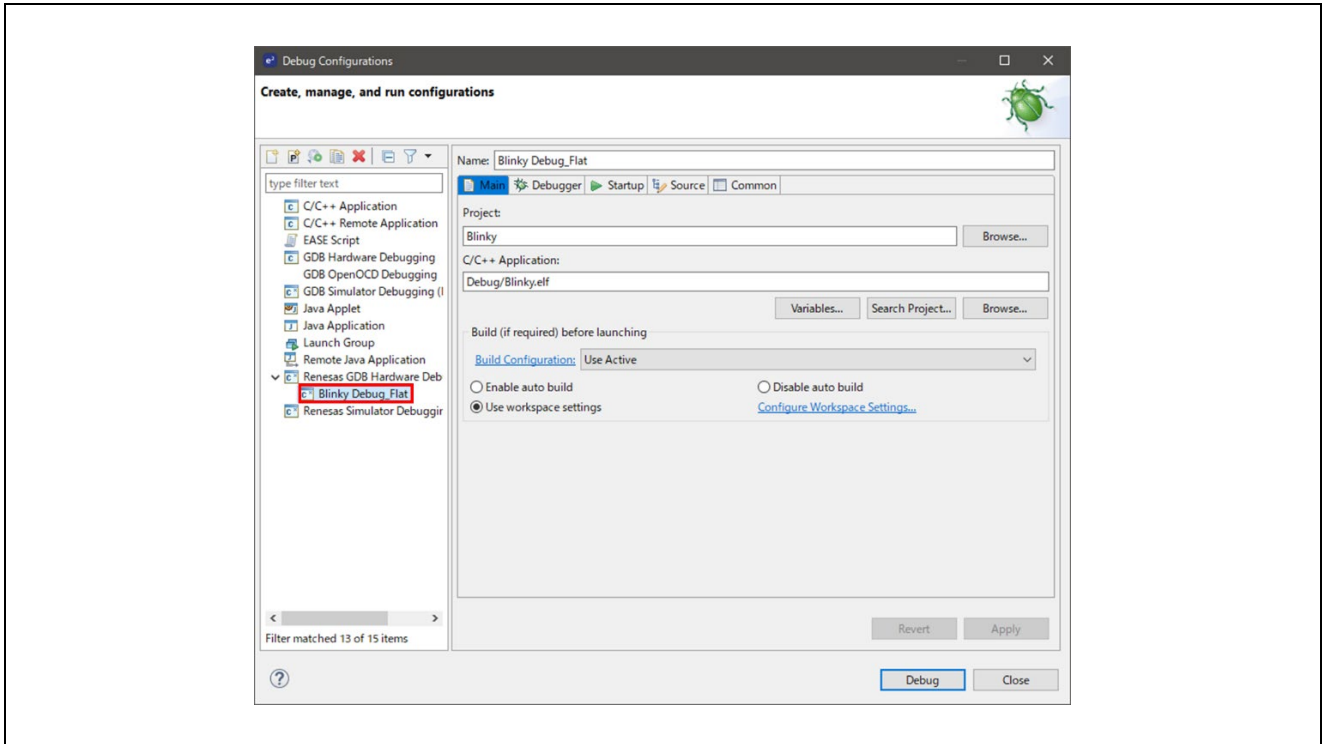 Debug Configurations
Create, manage, and run configurations
type filter text
C/C++ Application
C/C++ Remote Application
EASE Script
GDB Hardware Debugging
GDB OpenOCD Debugging
GDB Simulator Debugging (
Java Applet
Java Application
Launch Group
Remote Java Application
Renesas GDB Hardware Deb
Blinky Debug_Flat
Renesas Simulator Debuggir
Filter matched 13 of 15 items
Name: Blinky Debug_Flat
Main Debugger Startup Source Common
Project:
Blinky Browse...
C/C++ Application:
Debug/Blinky.elf
Variables... Search Project... Browse...
Build (if required) before launching
Build Configuration: Use Active
Enable auto build Disable auto build
Use workspace settings Configure Workspace Settings...
Revert Apply
Debug Close